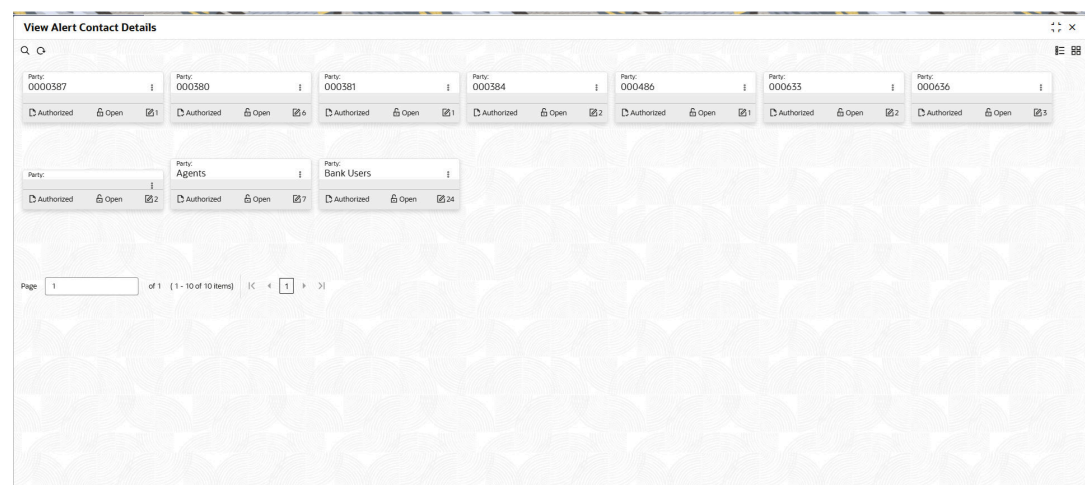 View Alert Contact Details
Party: Party: Party: Party: Party: Party: Party:
0000387 000380 000381 000384 000486 000633 000636
Authorized Open 1 Authorized Open 6 Authorized Open 1 Authorized Open 2 Authorized Open 1 Authorized Open 2 Authorized Open 3
Party: Party: Party:
Agents Bank Users
Authorized Open 2 Authorized Open 7 Authorized Open 24
Page 1 of 1 (1 - 10 of 10 items) 1